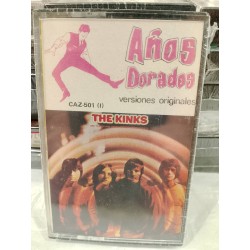 Años
Dorados
versiones originales
CAZ-501 (I)
THE KINKS